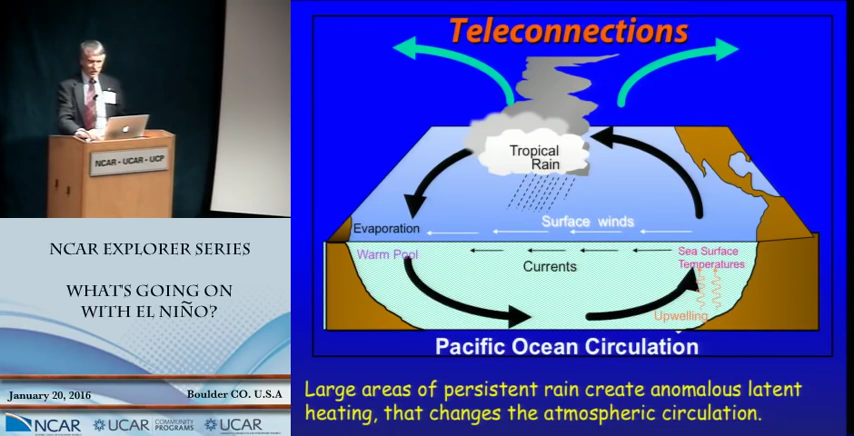 NCAR - UCAR - UCP
NCAR EXPLORER SERIES
WHAT'S GOING ON
WITH EL NIÑO?
January 20, 2016
Boulder CO. U.S.A
NCAR
UCAR
COMMUNITY
PROGRAMS
UCAR
Teleconnections
Tropical
Rain
Surface winds
Evaporation
Warm Pool
Currents
Sea Surface
Temperatures
Upwelling
Pacific Ocean Circulation
Large areas of persistent rain create anomalous latent
heating, that changes the atmospheric circulation.